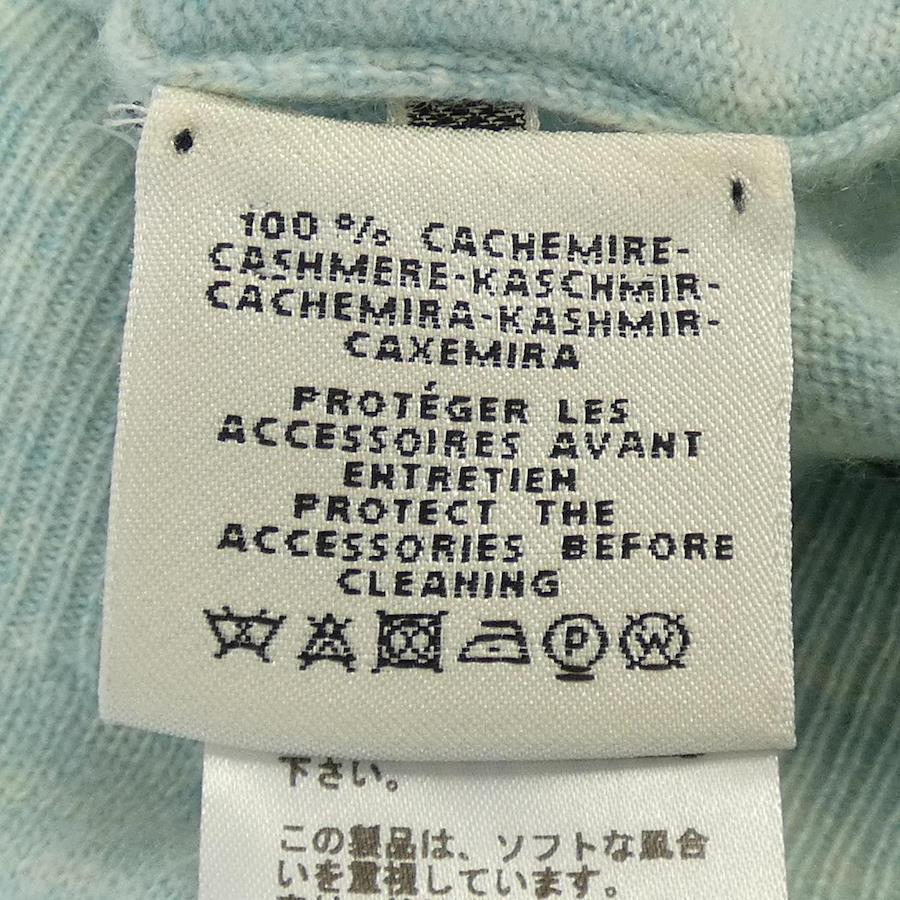 100 % CACHEMIRE-
CASHMERE-KASCHMIR-
CACHEMIRA-KASHMIR-
CAXEMIRA
PROTÉGER LES
ACCESSOIRES AVANT
ENTRETIEN
PROTECT THE
ACCESSORIES BEFORE
CLEANING
P W
下さい。
この製品は、ソフトな風合
いを重視しています。